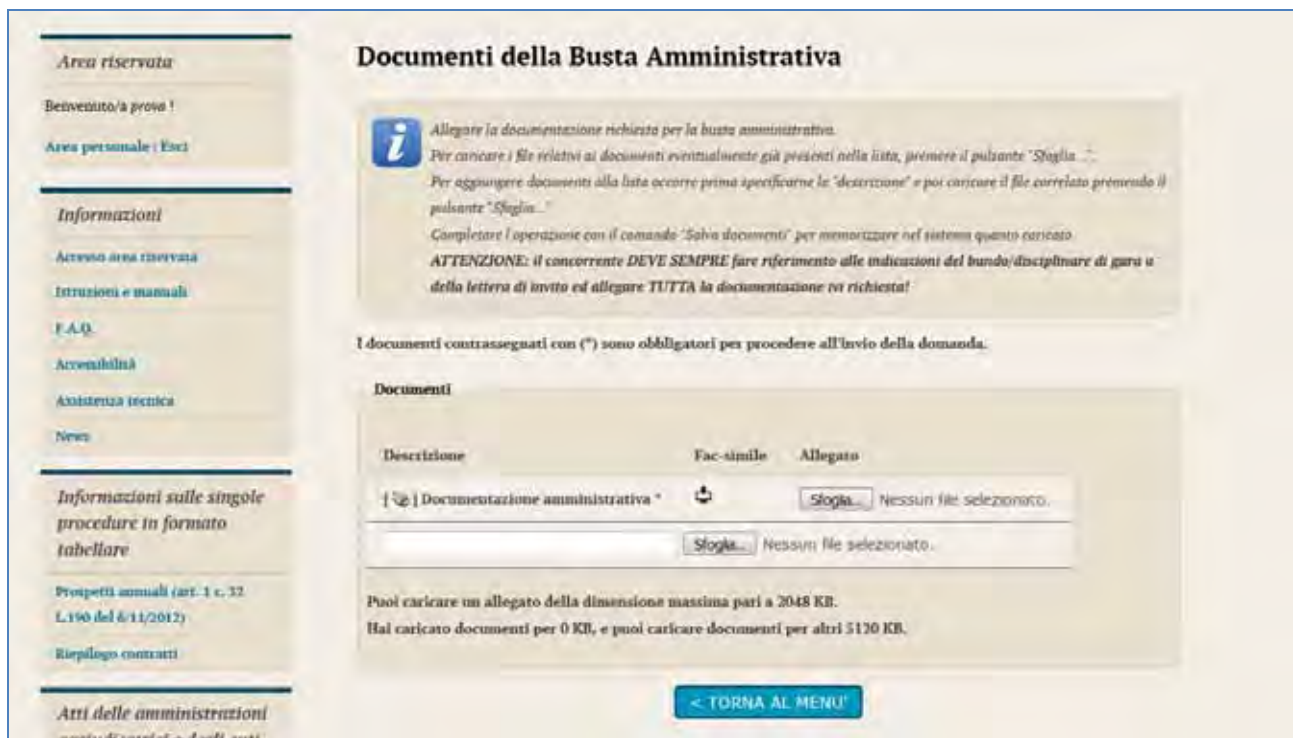 Area riservata
Benvenuto/a prova !
Area personale | Esci
Informazioni
Accesso area riservata
Istruzioni e manuali
F.A.Q.
Accessibilità
Assistenza tecnica
News
Informazioni sulle singole
procedure in formato
tabellare
Prospetti annuali (art. 1 c. 32
L.190 del 6/11/2012)
Riepilogo contratti
Atti delle amministrazioni
Documenti della Busta Amministrativa
Allegare la documentazione richiesta per la busta amministrativa.
Per caricare i file relativi ai documenti eventualmente già presenti nella lista, premere il pulsante "Sfoglia...".
Per aggiungere documenti alla lista occorre prima specificarne la "descrizione" e poi caricare il file correlato premendo il
pulsante "Sfoglia..."
Completare l'operazione con il comando "Salva documenti" per memorizzare nel sistema quanto caricato.
ATTENZIONE: il concorrente DEVE SEMPRE fare riferimento alle indicazioni del bando/disciplinare di gara o
della lettera di invito ed allegare TUTTA la documentazione ivi richiesta!
I documenti contrassegnati con (*) sono obbligatori per procedere all'invio della domanda.
Documenti
Descrizione Fac-simile Allegato
[ ] Documentazione amministrativa * Sfoglia... Nessun file selezionato.
Sfoglia... Nessun file selezionato.
Puoi caricare un allegato della dimensione massima pari a 2048 KB.
Hai caricato documenti per 0 KB, e puoi caricare documenti per altri 5120 KB.
< TORNA AL MENU'